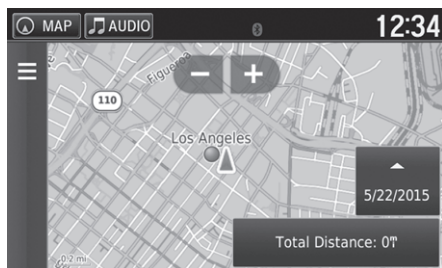 MAP
AUDIO
12:34
Figueroa
110
Los Angeles
5/22/2015
Total Distance: 0
0.2 mi